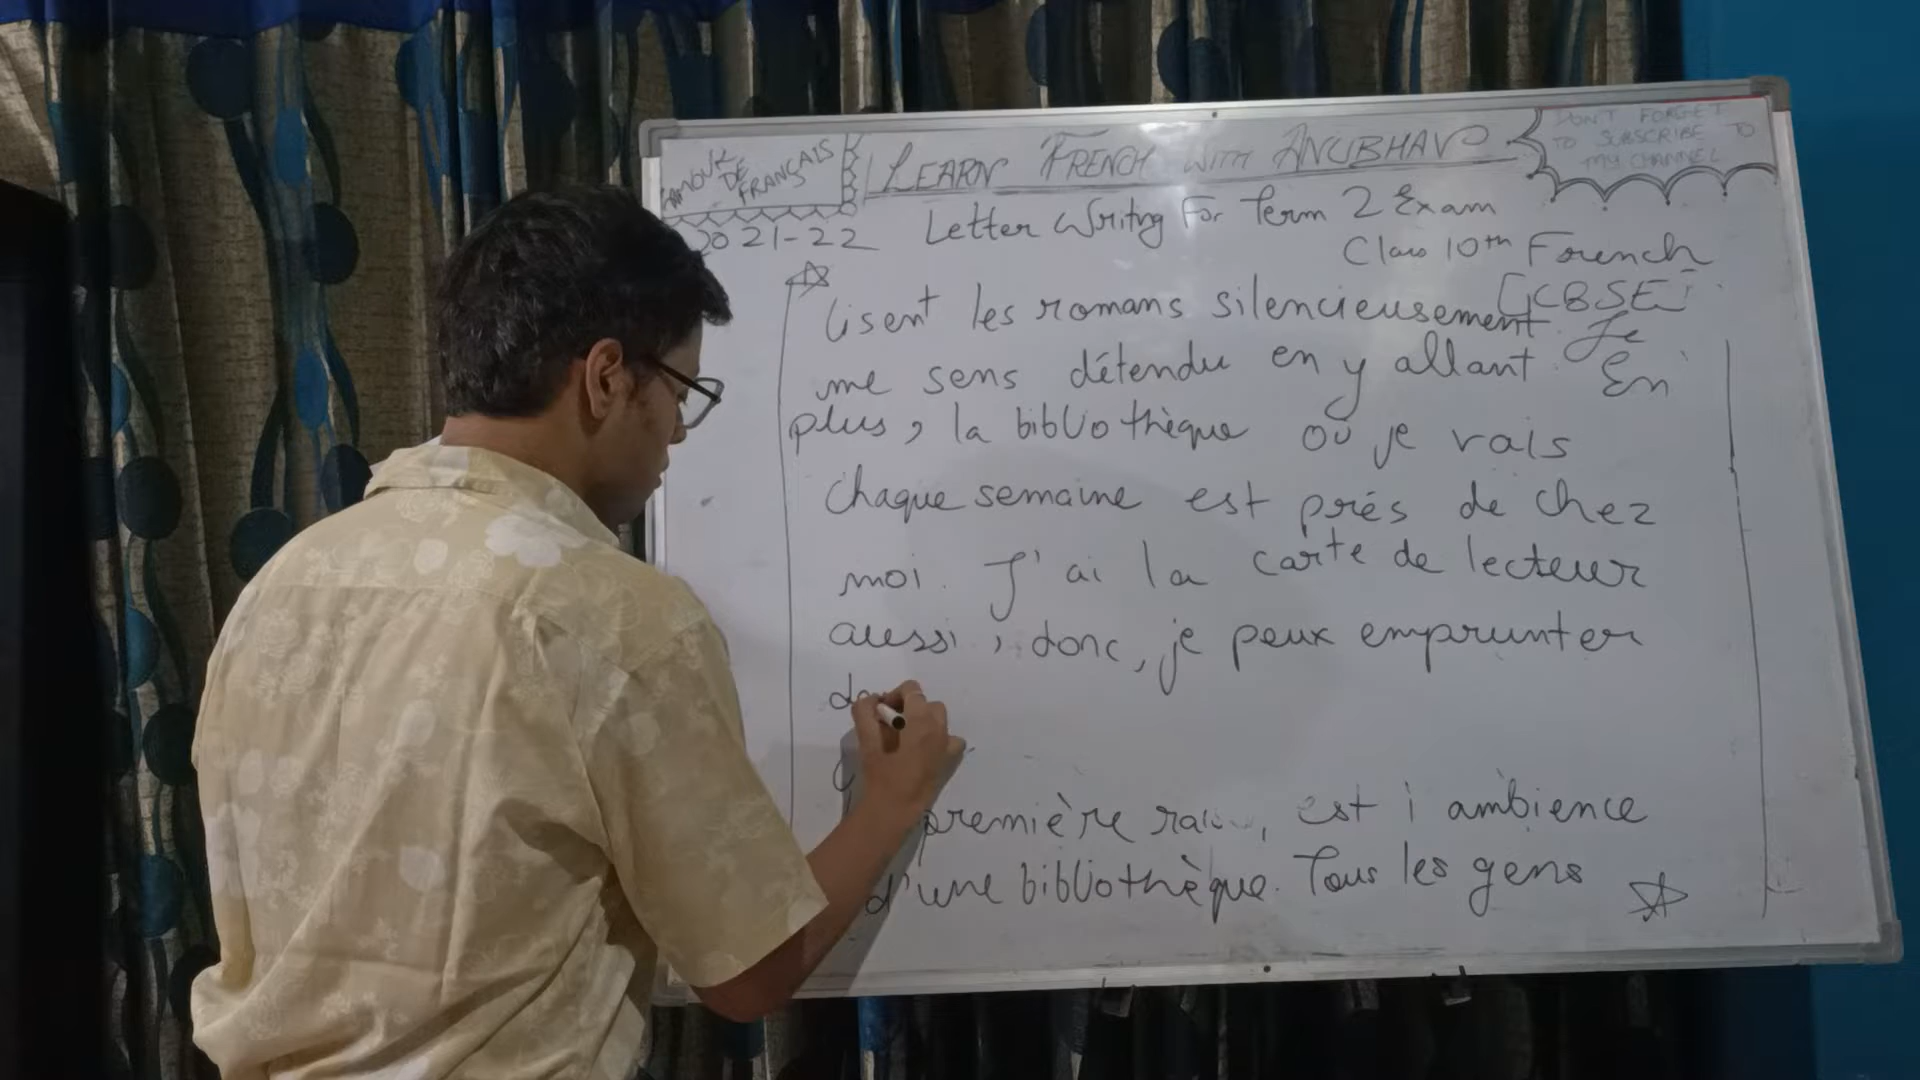 AMOUR DE FRANÇAIS
LEARN FRENCH WITH ANUBHAV
DON'T FORGET
TO SUBSCRIBE TO
MY CHANNEL
2021-22 Letter Writing For Term 2 Exam
Class 10th French
[CBSE]
lisent les romans silencieusement. Je
me sens détendu en y allant. En
plus, la bibliothèque où je vais
chaque semaine est prés de chez
moi. J'ai la carte de lecteur
aussi, donc, je peux emprunter
première est ambience
d'une bibliothèque. Tous les gens